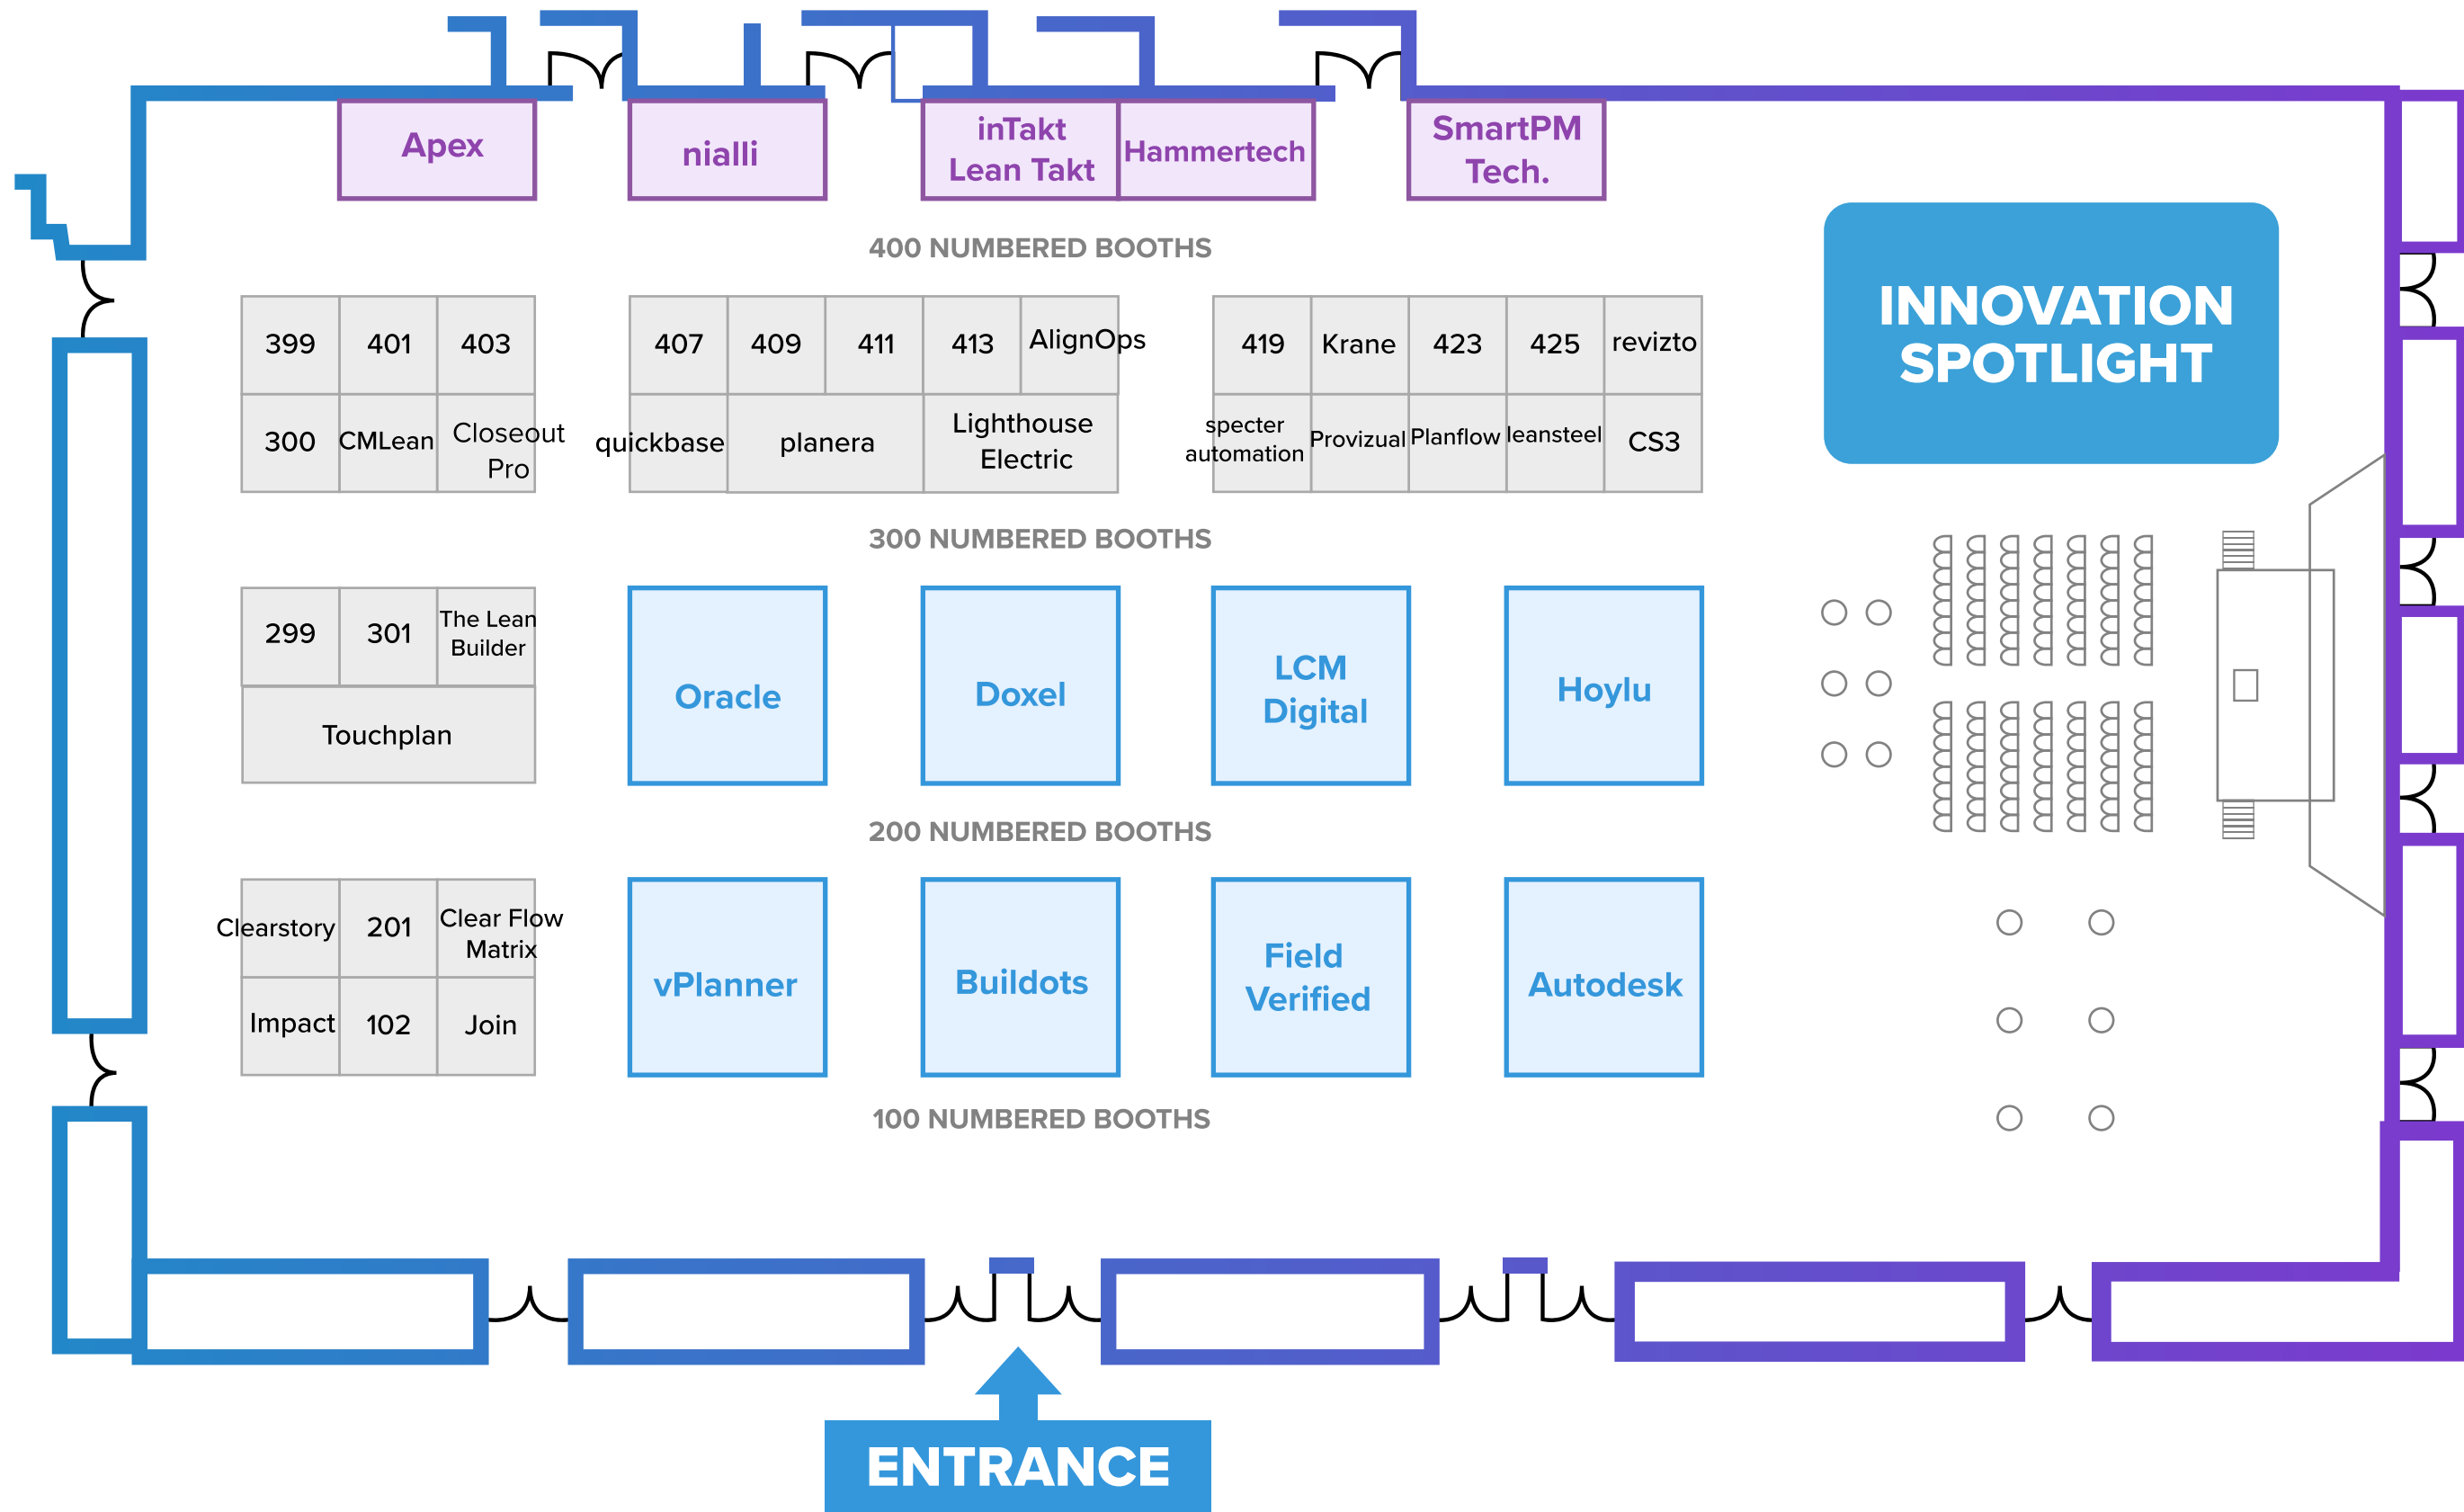 Apex
nialli
inTakt
Lean Takt
Hammertech
SmartPM
Tech.
400 NUMBERED BOOTHS
INNOVATION
SPOTLIGHT
399
401
403
407
409
411
413
AlignOps
419
Krane
423
425
revizto
300
CMLean
Closeout
Pro
quickbase
planera
Lighthouse
Electric
specter
automation
Provizual
Planflow
leansteel
CS3
300 NUMBERED BOOTHS
299
301
The Lean
Builder
Touchplan
Oracle
Doxel
LCM
Digital
Hoylu
200 NUMBERED BOOTHS
Clearstory
201
Clear Flow
Matrix
Impact
102
Join
vPlanner
Buildots
Field
Verified
Autodesk
100 NUMBERED BOOTHS
ENTRANCE